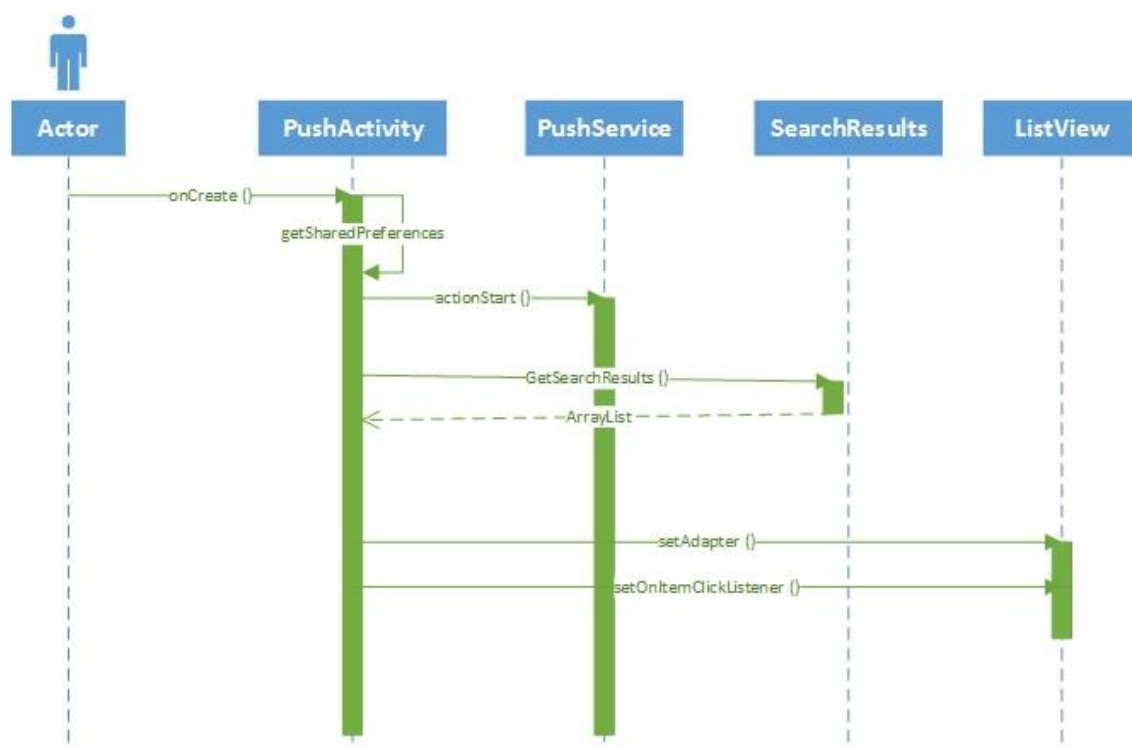 Actor
PushActivity
PushService
SearchResults
ListView
onCreate ()
getSharedPreferences
actionStart ()
GetSearchResults ()
ArrayList
setAdapter ()
setOnItemClickListener ()